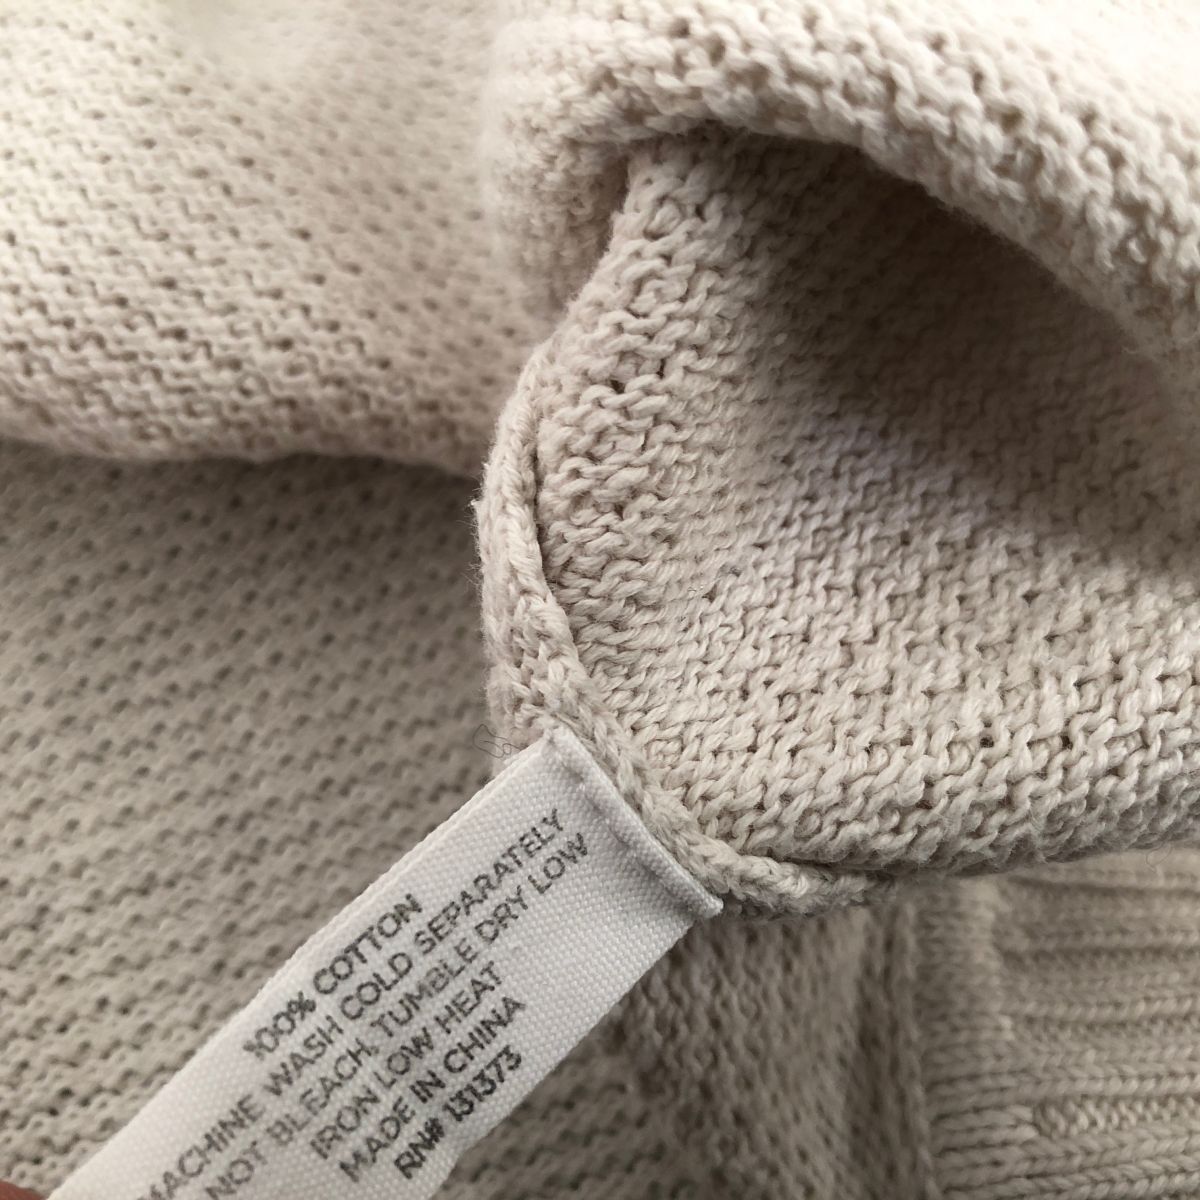 100% COTTON
MACHINE WASH COLD SEPARATELY
NOT BLEACH, TUMBLE DRY LOW
IRON LOW HEAT
MADE IN CHINA
RN# 131373